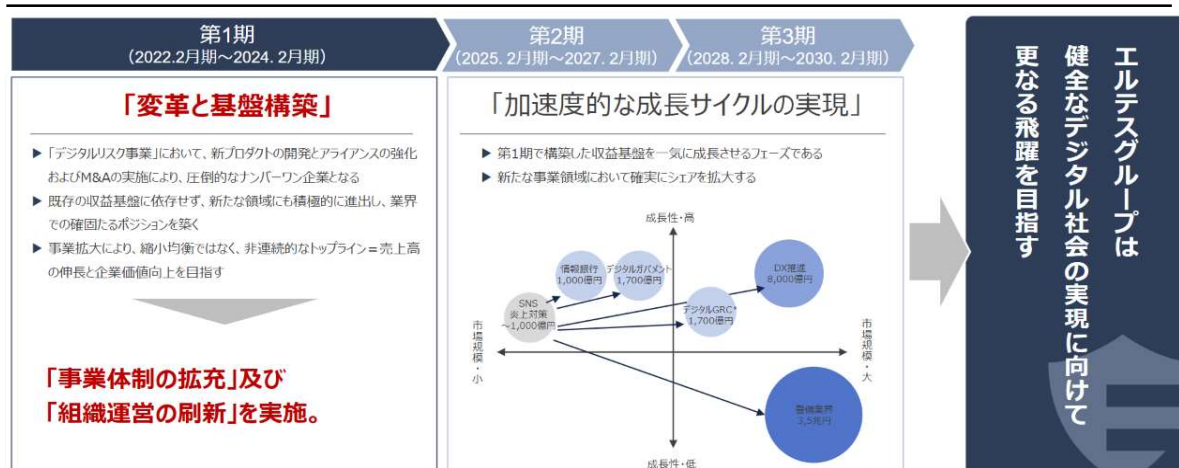 第1期
(2022.2月期～2024. 2月期)
第2期
(2025. 2月期～2027. 2月期)
第3期
(2028. 2月期～2030. 2月期)
「変革と基盤構築」
▶ 「デジタルリスク事業」において、新プロダクトの開発とアライアンスの強化
およびM&Aの実施により、圧倒的なナンバーワン企業となる
▶ 既存の収益基盤に依存せず、新たな領域にも積極的に進出し、業界
での確固たるポジションを築く
▶ 事業拡大により、縮小均衡ではなく、非連続的なトップライン＝売上高
の伸長と企業価値向上を目指す
「事業体制の拡充」及び
「組織運営の刷新」を実施。
「加速度的な成長サイクルの実現」
▶ 第1期で構築した収益基盤を一気に成長させるフェーズである
▶ 新たな事業領域において確実にシェアを拡大する
成長性・高
情報銀行
1,000億円
デジタルガバメント
1,700億円
DX推進
8,000億円
SNS
炎上対策
～1,000億円
デジタルGRC*
1,700億円
市場規模・小
市場規模・大
警備業界
3.5兆円
成長性・低
エルテスグループは
健全なデジタル社会の実現に向けて
更なる飛躍を目指す